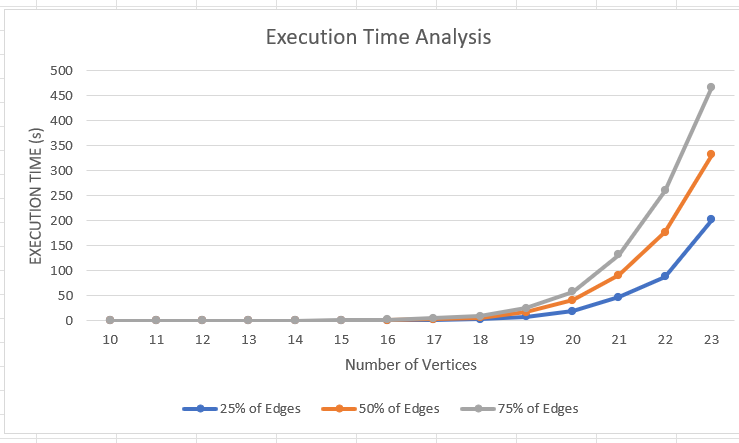 Execution Time Analysis
500
450
400
350
300
250
200
150
100
50
0
EXECUTION TIME (s)
10 11 12 13 14 15 16 17 18 19 20 21 22 23
Number of Vertices
25% of Edges 50% of Edges 75% of Edges